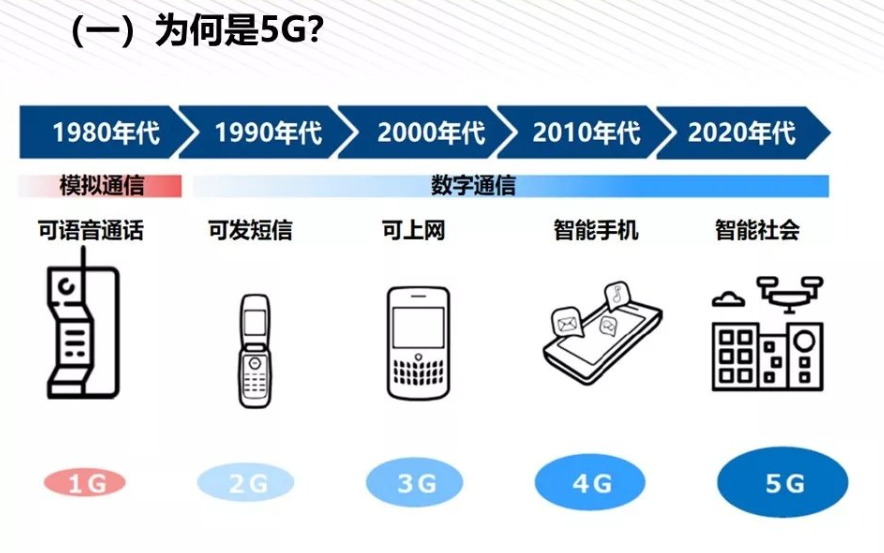 （一）为何是5G?
1980年代 1990年代 2000年代 2010年代 2020年代
模拟通信 数字通信
可语音通话 可发短信 可上网 智能手机 智能社会
1G 2G 3G 4G 5G